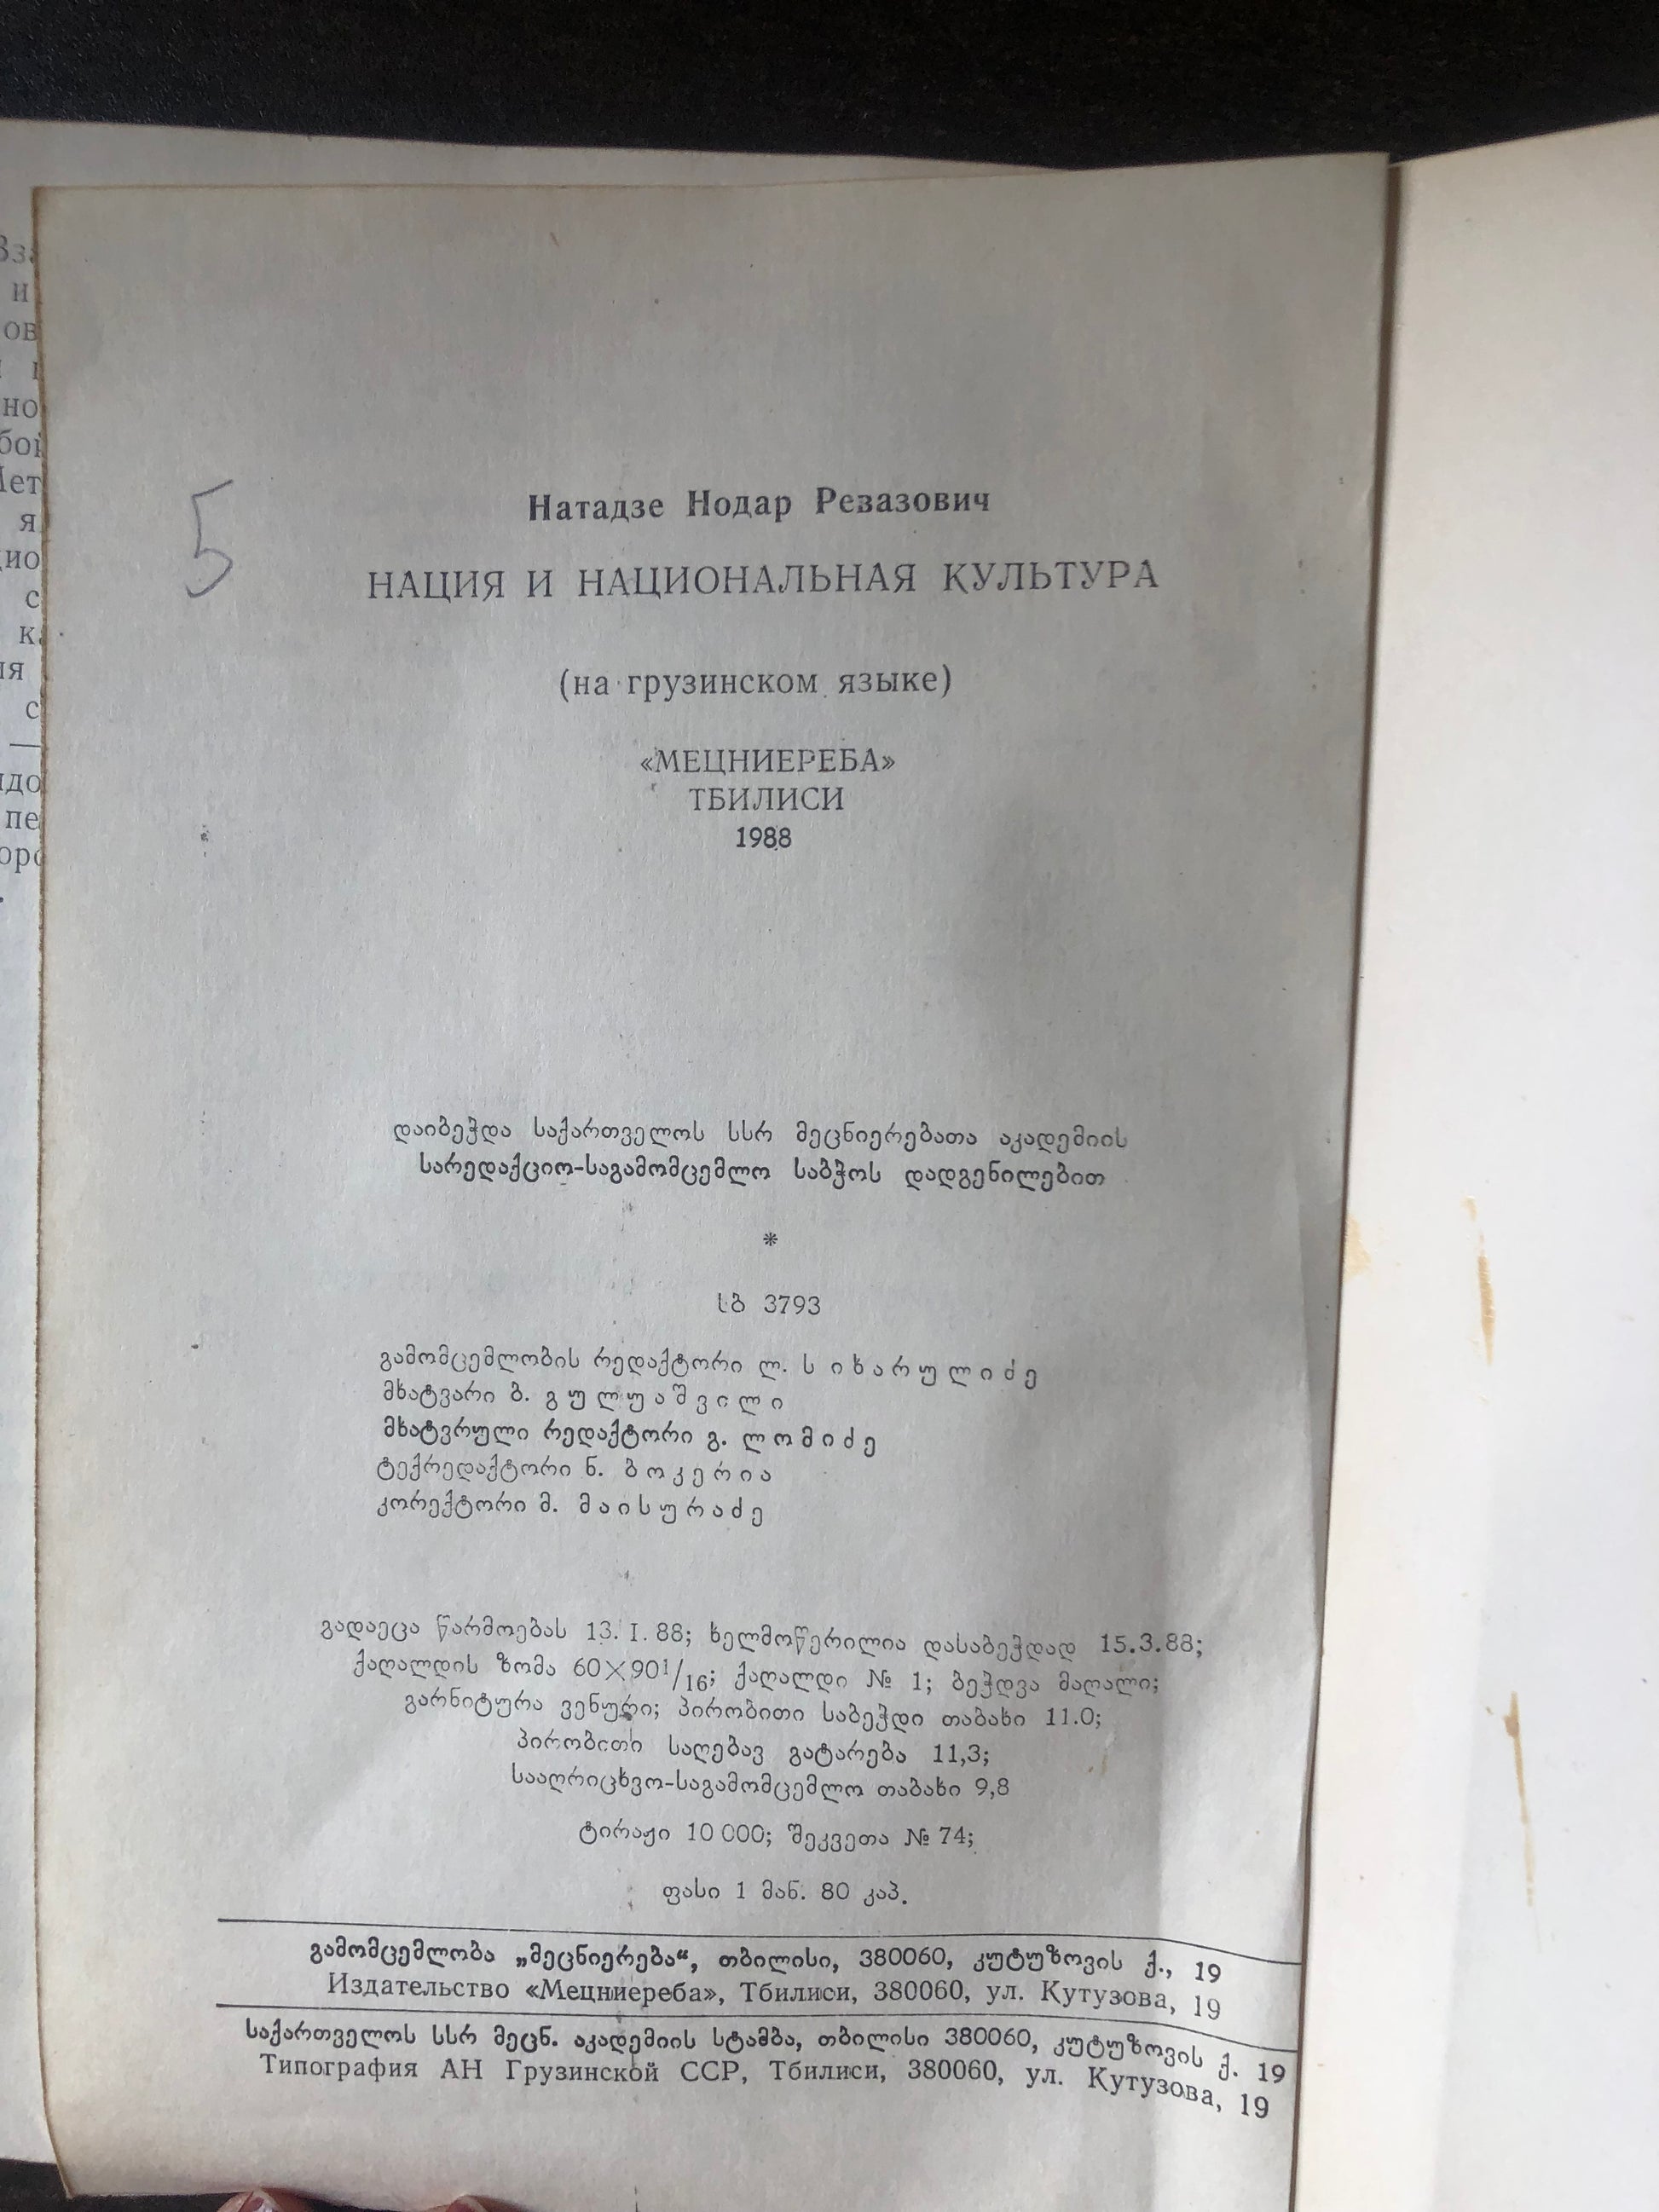 5
Натадзе Нодар Ревазович
НАЦИЯ И НАЦИОНАЛЬНАЯ КУЛЬТУРА
(на грузинском языке)
«МЕЦНИЕРЕБА»
ТБИЛИСИ
1988
დაიბეჭდა საქართველოს სსრ მეცნიერებათა აკადემიის
სარედაქციო-საგამომცემლო საბჭოს დადგენილებით
*
სბ 3793
გამომცემლობის რედაქტორი ლ. სიხარულიძე
მხატვარი ბ. გულუაშვილი
მხატვრული რედაქტორი გ. ლომიძე
ტექრედაქტორი ნ. ბოკერია
კორექტორი მ. მაისურაძე
გადაეცა წარმოებას 13. I. 88; ხელმოწერილია დასაბეჭდად 15.3.88;
ქაღალდის ზომა 60×90¹/₁₆; ქაღალდი № 1; ბეჭდვა მაღალი;
გარნიტურა ვენური; პირობითი საბეჭდი თაბახი 11.0;
პირობითი საღებავ გატარება 11,3;
სააღრიცხვო-საგამომცემლო თაბახი 9,8
ტირაჟი 10 000; შეკვეთა № 74;
ფასი 1 მან. 80 კაპ.
გამომცემლობა „მეცნიერება“, თბილისი, 380060, კუტუზოვის ქ., 19
Издательство «Мецниереба», Тбилиси, 380060, ул. Кутузова, 19
საქართველოს სსრ მეცნ. აკადემიის სტამბა, თბილისი 380060, კუტუზოვის ქ. 19
Типография АН Грузинской ССР, Тбилиси, 380060, ул. Кутузова, 19